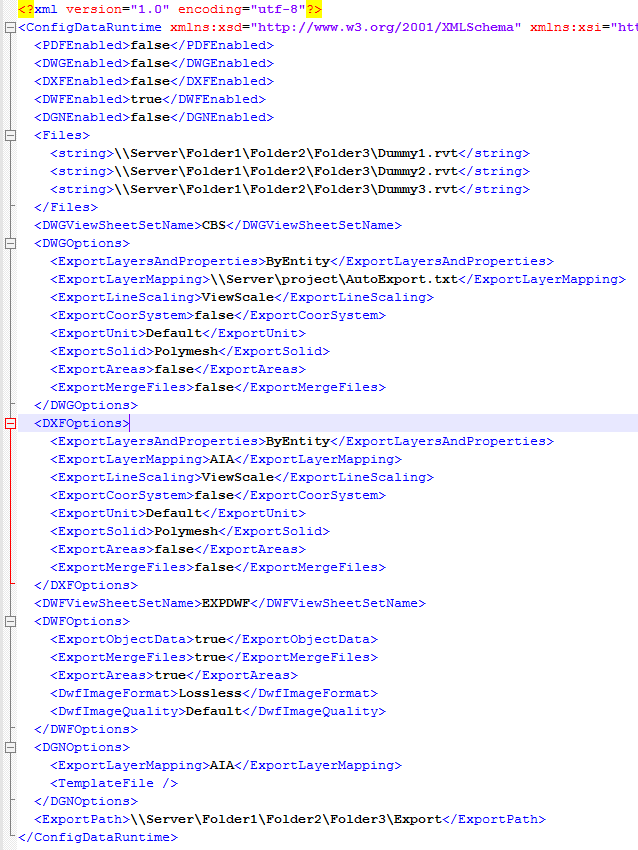 <?xml version="1.0" encoding="utf-8"?>
<ConfigDataRuntime xmlns:xsd="http://www.w3.org/2001/XMLSchema" xmlns:xsi="htt
<PDFEnabled>false</PDFEnabled>
<DWGEnabled>false</DWGEnabled>
<DXFEnabled>false</DXFEnabled>
<DWFEnabled>true</DWFEnabled>
<DGNEnabled>false</DGNEnabled>
<Files>
<string>\\Server\Folder1\Folder2\Folder3\Dummy1.rvt</string>
<string>\\Server\Folder1\Folder2\Folder3\Dummy2.rvt</string>
<string>\\Server\Folder1\Folder2\Folder3\Dummy3.rvt</string>
</Files>
<DWGViewSheetSetName>CBS</DWGViewSheetSetName>
<DWGOptions>
<ExportLayersAndProperties>ByEntity</ExportLayersAndProperties>
<ExportLayerMapping>\\Server\project\AutoExport.txt</ExportLayerMapping>
<ExportLineScaling>ViewScale</ExportLineScaling>
<ExportCoorSystem>false</ExportCoorSystem>
<ExportUnit>Default</ExportUnit>
<ExportSolid>Polymesh</ExportSolid>
<ExportAreas>false</ExportAreas>
<ExportMergeFiles>false</ExportMergeFiles>
</DWGOptions>
<DXFOptions>
<ExportLayersAndProperties>ByEntity</ExportLayersAndProperties>
<ExportLayerMapping>AIA</ExportLayerMapping>
<ExportLineScaling>ViewScale</ExportLineScaling>
<ExportCoorSystem>false</ExportCoorSystem>
<ExportUnit>Default</ExportUnit>
<ExportSolid>Polymesh</ExportSolid>
<ExportAreas>false</ExportAreas>
<ExportMergeFiles>false</ExportMergeFiles>
</DXFOptions>
<DWFViewSheetSetName>EXPDWF</DWFViewSheetSetName>
<DWFOptions>
<ExportObjectData>true</ExportObjectData>
<ExportMergeFiles>true</ExportMergeFiles>
<ExportAreas>true</ExportAreas>
<DwfImageFormat>Lossless</DwfImageFormat>
<DwfImageQuality>Default</DwfImageQuality>
</DWFOptions>
<DGNOptions>
<ExportLayerMapping>AIA</ExportLayerMapping>
<TemplateFile />
</DGNOptions>
<ExportPath>\\Server\Folder1\Folder2\Folder3\Export</ExportPath>
</ConfigDataRuntime>